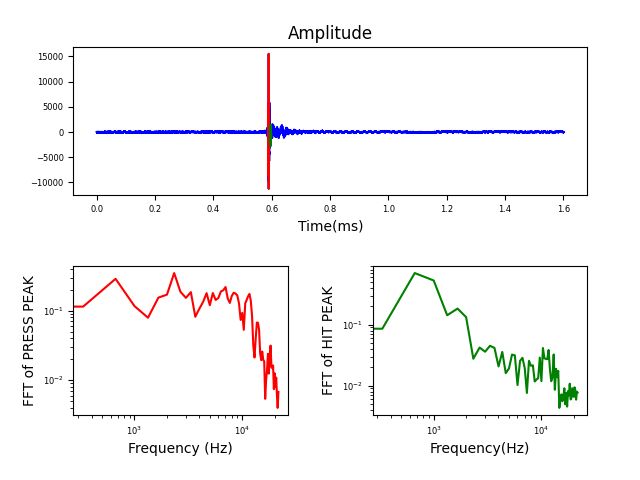 Amplitude
15000
10000
5000
0
−5000
−10000
0.0 0.2 0.4 0.6 0.8 1.0 1.2 1.4 1.6
Time(ms)
FFT of PRESS PEAK
10⁻¹
10⁻²
10³ 10⁴
Frequency (Hz)
FFT of HIT PEAK
10⁻¹
10⁻²
10³ 10⁴
Frequency(Hz)